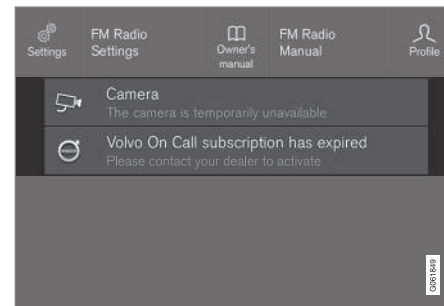 Settings
FM Radio
Settings
Owner's
manual
FM Radio
Manual
Profile
Camera
The camera is temporarily unavailable
Volvo On Call subscription has expired
Please contact your dealer to activate
G061849